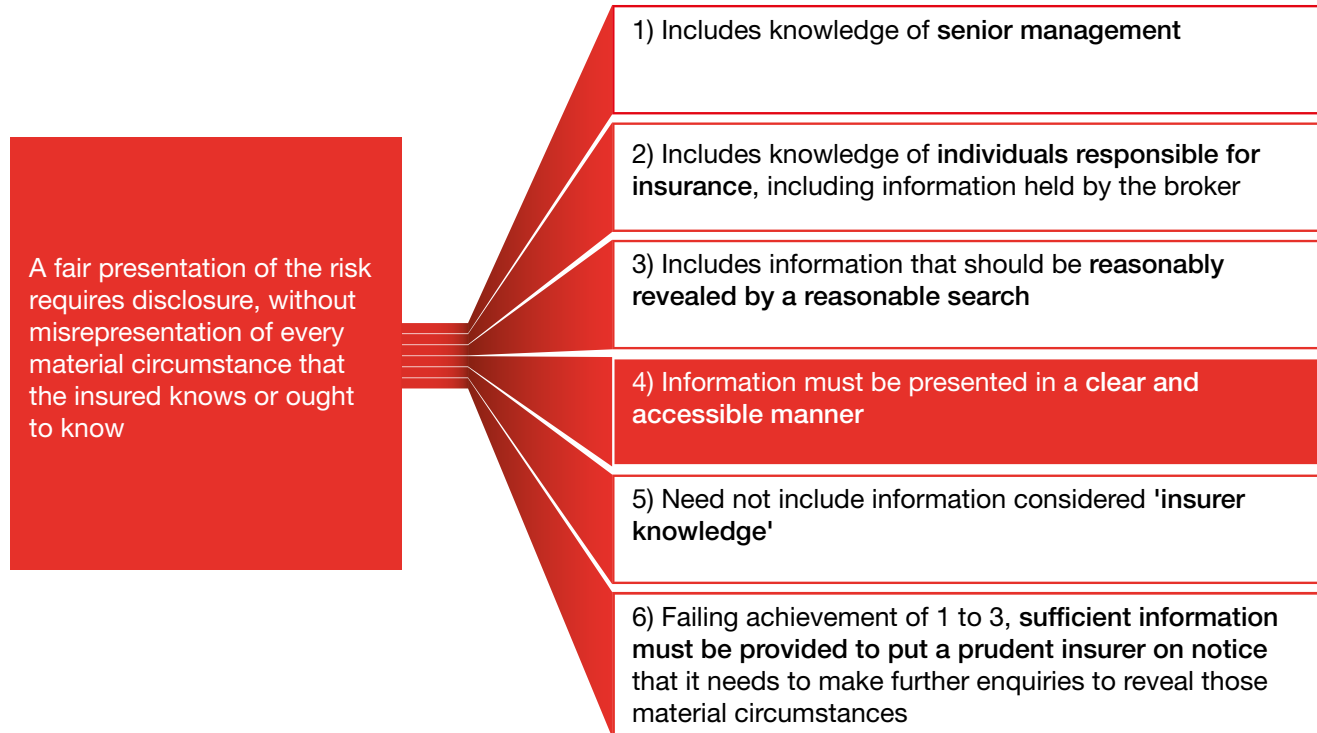 A fair presentation of the risk
requires disclosure, without
misrepresentation of every
material circumstance that
the insured knows or ought
to know
1) Includes knowledge of senior management
2) Includes knowledge of individuals responsible for
insurance, including information held by the broker
3) Includes information that should be reasonably
revealed by a reasonable search
4) Information must be presented in a clear and
accessible manner
5) Need not include information considered 'insurer
knowledge'
6) Failing achievement of 1 to 3, sufficient information
must be provided to put a prudent insurer on notice
that it needs to make further enquiries to reveal those
material circumstances